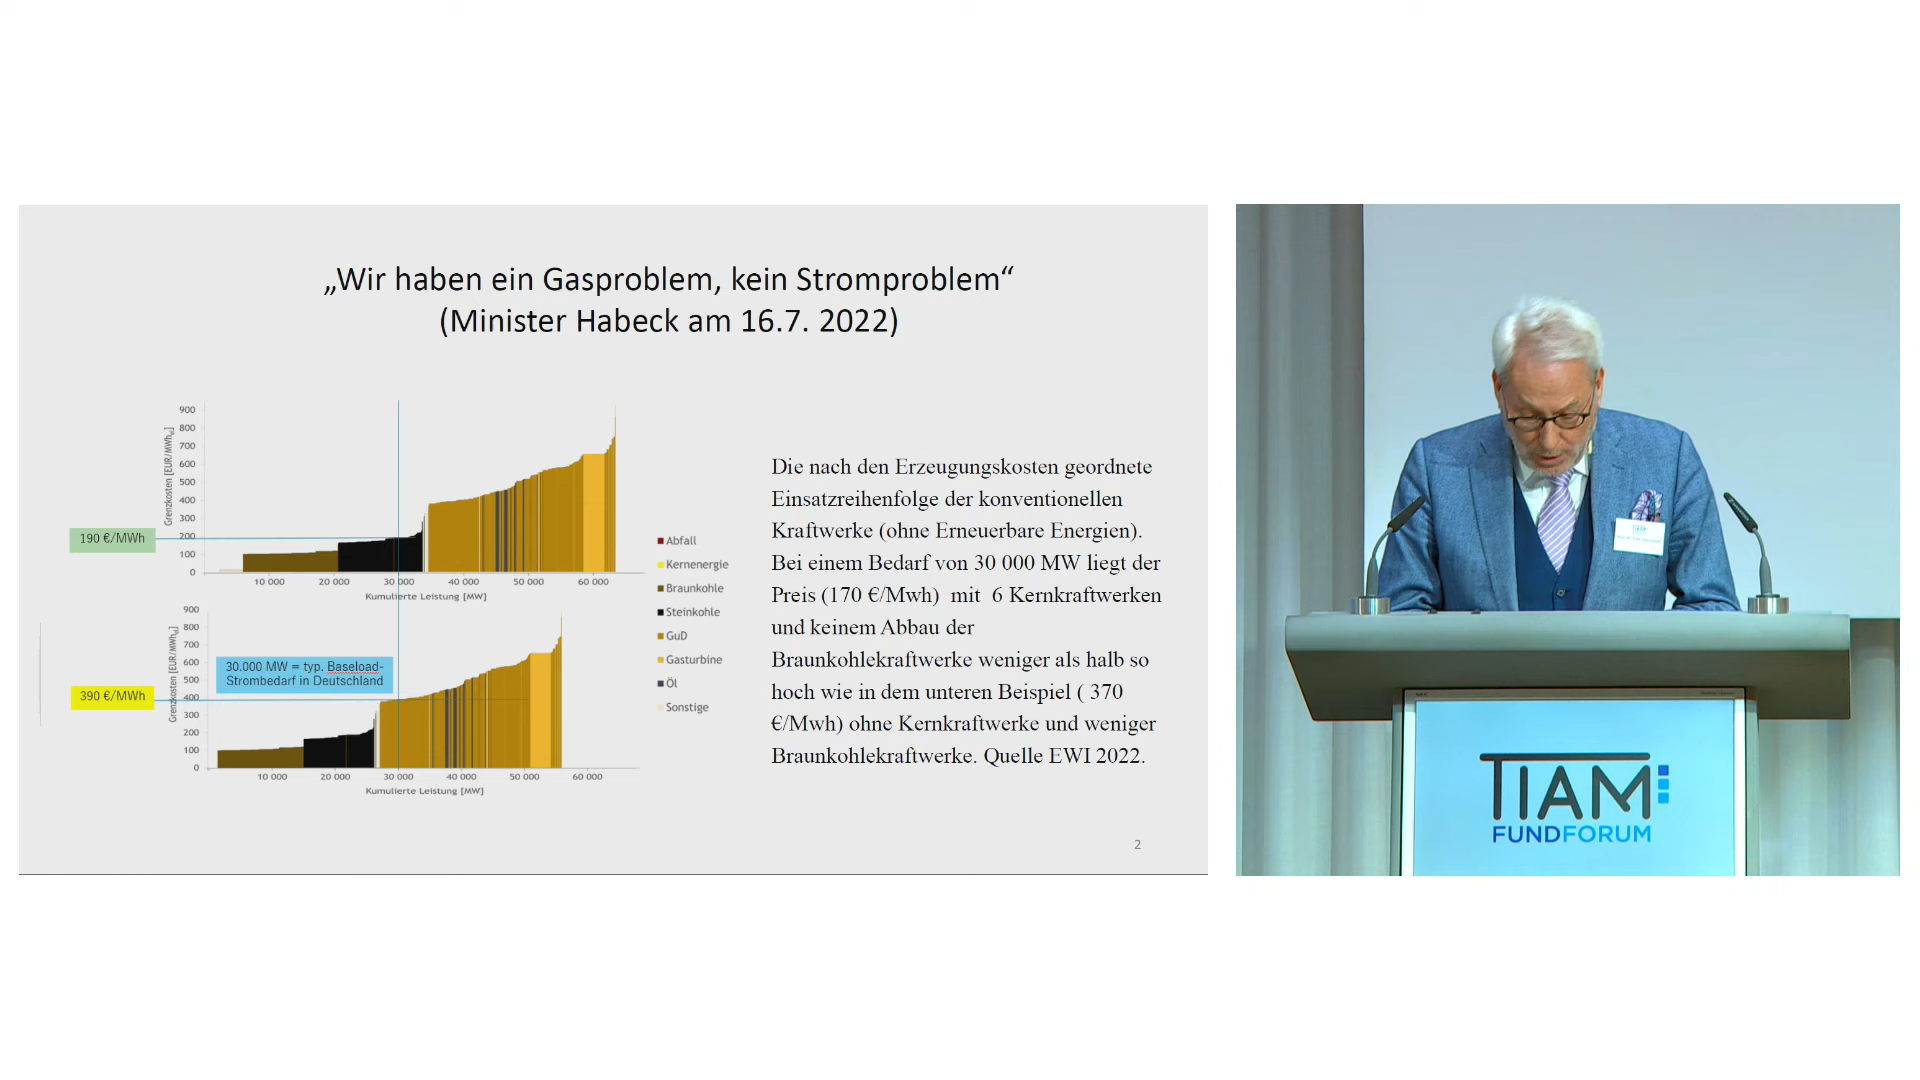 „Wir haben ein Gasproblem, kein Stromproblem“
(Minister Habeck am 16.7. 2022)
900
800
700
600
500
400
300
200
100
0
Grenzkosten [EUR/MWh
190 €/MWh
10 000
20 000
30 000
40 000
50 000
60 000
Kumulierte Leistung [MW]
900
800
700
600
500
400
300
200
100
0
Grenzkosten [EUR/MWh
30.000 MW = typ. Baseload-
Strombedarf in Deutschland
390 €/MWh
10 000
20 000
30 000
40 000
50 000
60 000
Kumulierte Leistung [MW]
Abfall
Kernenergie
Braunkohle
Steinkohle
GuD
Gasturbine
Öl
Sonstige
Die nach den Erzeugungskosten geordnete
Einsatzreihenfolge der konventionellen
Kraftwerke (ohne Erneuerbare Energien).
Bei einem Bedarf von 30 000 MW liegt der
Preis (170 €/Mwh) mit 6 Kernkraftwerken
und keinem Abbau der
Braunkohlekraftwerke weniger als halb so
hoch wie in dem unteren Beispiel ( 370
€/Mwh) ohne Kernkraftwerke und weniger
Braunkohlekraftwerke. Quelle EWI 2022.
2
TIAM
FUNDFORUM